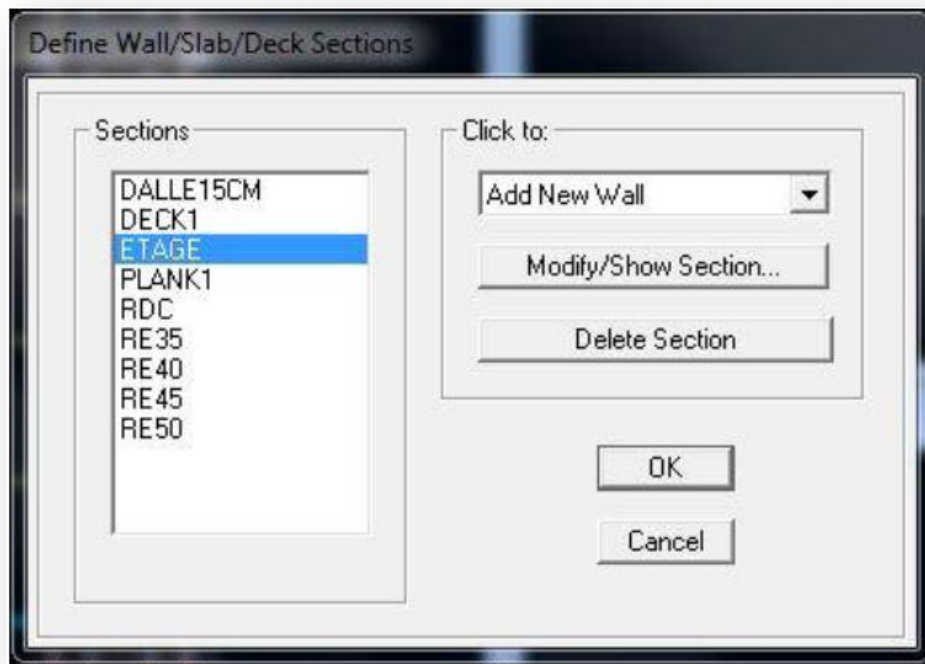 Define Wall/Slab/Deck Sections
Sections
DALLE15CM
DECK1
ETAGE
PLANK1
RDC
RE35
RE40
RE45
RE50
Click to:
Add New Wall
Modify/Show Section...
Delete Section
OK
Cancel